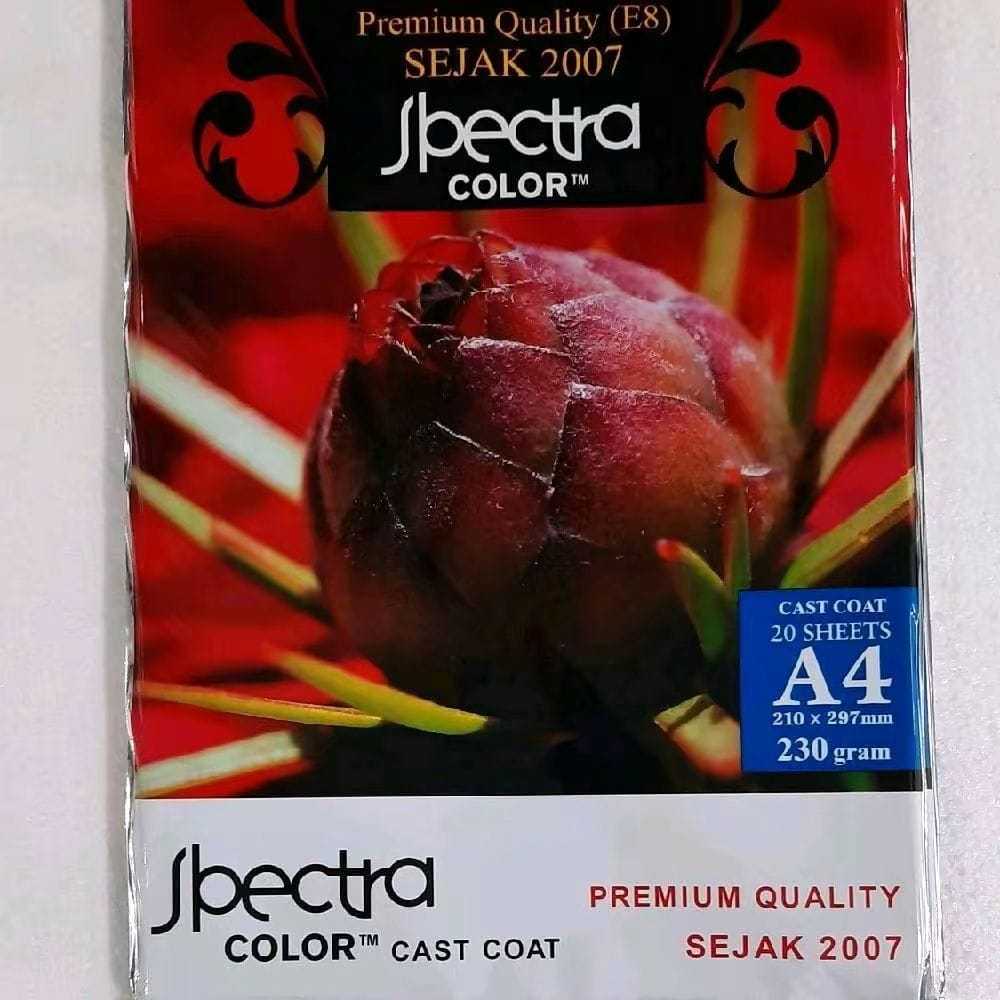 Premium Quality (E8)
SEJAK 2007
Spectra
COLOR™
CAST COAT
20 SHEETS
A4
210 x 297mm
230 gram
Spectra
COLOR™ CAST COAT
PREMIUM QUALITY
SEJAK 2007